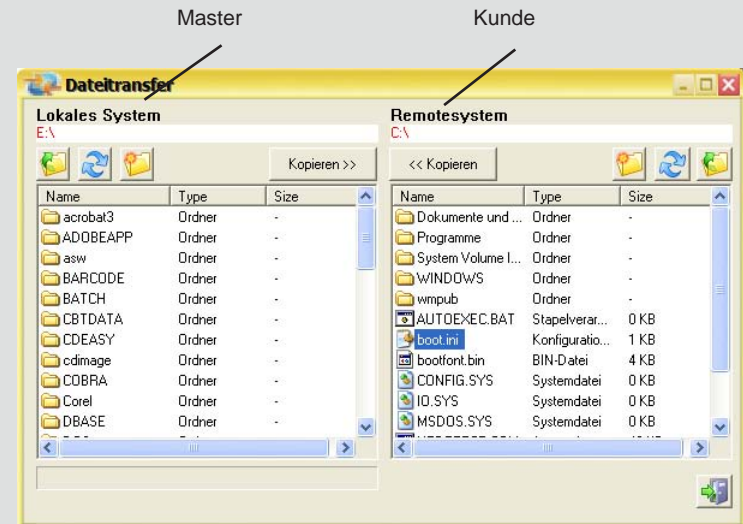 Master Kunde
Dateitransfer
Lokales System Remotesystem
E:\ C:\
Kopieren >> << Kopieren
Name Type Size Name Type Size
acrobat3 Ordner - Dokumente und ... Ordner -
ADOBEAPP Ordner - Programme Ordner -
asw Ordner - System Volume I... Ordner -
BARCODE Ordner - WINDOWS Ordner -
BATCH Ordner - wmpub Ordner -
CBTDATA Ordner - AUTOEXEC.BAT Stapelverar... 0 KB
CDEASY Ordner - boot.ini Konfiguratio... 1 KB
cdimage Ordner - bootfont.bin BIN-Datei 4 KB
COBRA Ordner - CONFIG.SYS Systemdatei 0 KB
Corel Ordner - IO.SYS Systemdatei 0 KB
DBASE Ordner - MSDOS.SYS Systemdatei 0 KB